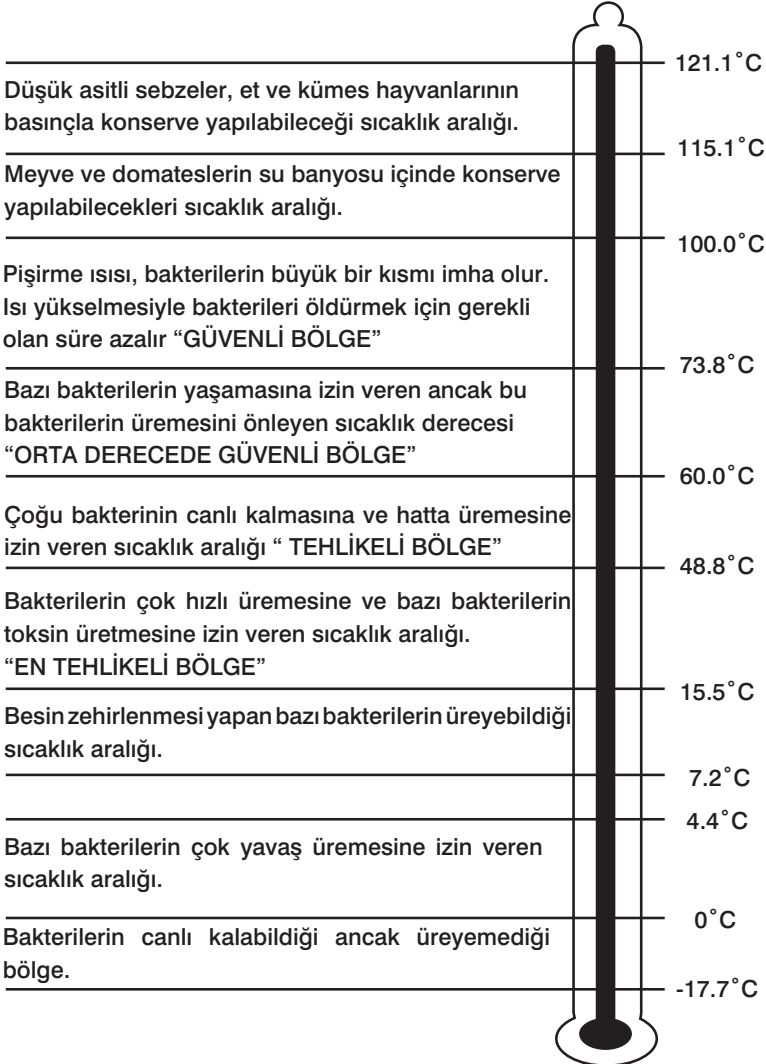 121.1°C
Düşük asitli sebzeler, et ve kümes hayvanlarının
basınçla konserve yapılabileceği sıcaklık aralığı.
115.1°C
Meyve ve domateslerin su banyosu içinde konserve
yapılabilecekleri sıcaklık aralığı.
100.0°C
Pişirme ısısı, bakterilerin büyük bir kısmı imha olur.
Isı yükselmesiyle bakterileri öldürmek için gerekli
olan süre azalır “GÜVENLİ BÖLGE”
73.8°C
Bazı bakterilerin yaşamasına izin veren ancak bu
bakterilerin üremesini önleyen sıcaklık derecesi
“ORTA DERECEDE GÜVENLİ BÖLGE”
60.0°C
Çoğu bakterinin canlı kalmasına ve hatta üremesine
izin veren sıcaklık aralığı “ TEHLİKELİ BÖLGE”
48.8°C
Bakterilerin çok hızlı üremesine ve bazı bakterilerin
toksin üretmesine izin veren sıcaklık aralığı.
“EN TEHLİKELİ BÖLGE”
15.5°C
Besin zehirlenmesi yapan bazı bakterilerin üreyebildiği
sıcaklık aralığı.
7.2°C
4.4°C
Bazı bakterilerin çok yavaş üremesine izin veren
sıcaklık aralığı.
0°C
Bakterilerin canlı kalabildiği ancak üreyemediği
bölge.
-17.7°C